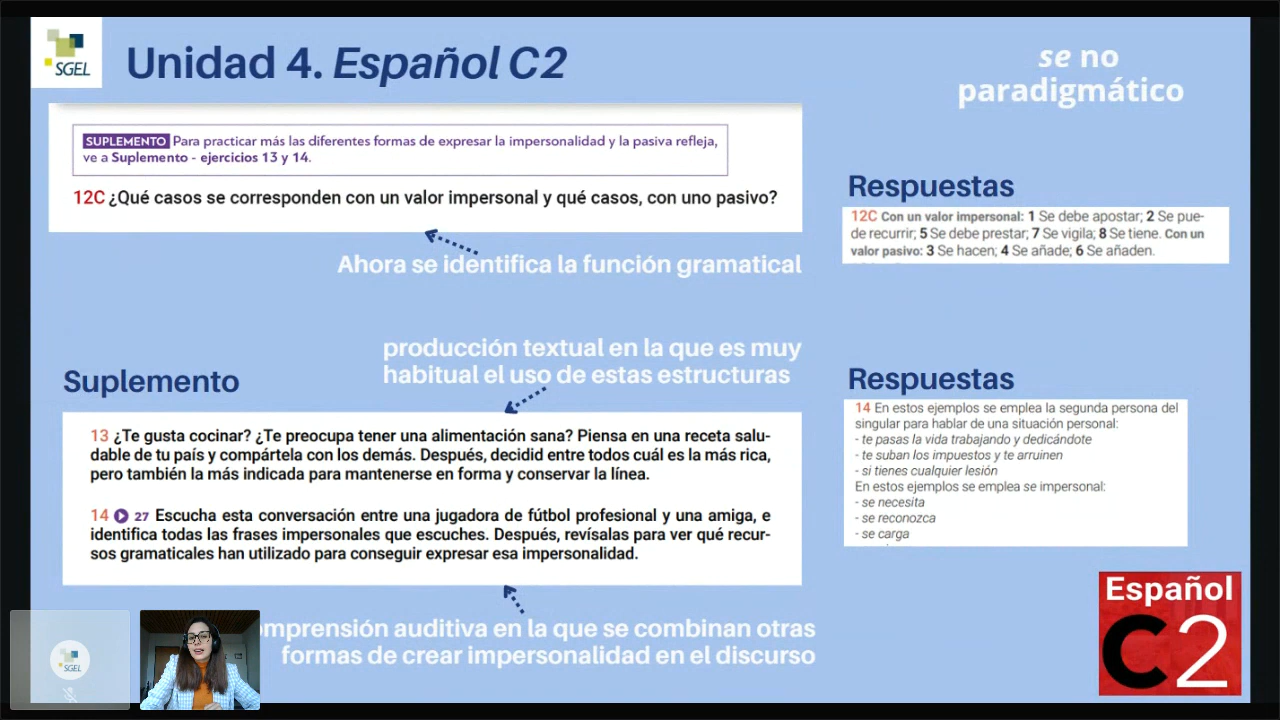 SGEL
Unidad 4. Español C2
se no
paradigmático
SUPLEMENTO Para practicar más las diferentes formas de expresar la impersonalidad y la pasiva refleja,
ve a Suplemento - ejercicios 13 y 14.
12C ¿Qué casos se corresponden con un valor impersonal y qué casos, con uno pasivo?
Ahora se identifica la función gramatical
Respuestas
12C Con un valor impersonal: 1 Se debe apostar; 2 Se pue-
de recurrir; 5 Se debe prestar; 7 Se vigila; 8 Se tiene. Con un
valor pasivo: 3 Se hacen; 4 Se añade; 6 Se añaden.
producción textual en la que es muy
habitual el uso de estas estructuras
Suplemento
13 ¿Te gusta cocinar? ¿Te preocupa tener una alimentación sana? Piensa en una receta salu-
dable de tu país y compártela con los demás. Después, decidid entre todos cuál es la más rica,
pero también la más indicada para mantenerse en forma y conservar la línea.
14 27 Escucha esta conversación entre una jugadora de fútbol profesional y una amiga, e
identifica todas las frases impersonales que escuches. Después, revísalas para ver qué recur-
sos gramaticales han utilizado para conseguir expresar esa impersonalidad.
omprensión auditiva en la que se combinan otras
formas de crear impersonalidad en el discurso
Respuestas
14 En estos ejemplos se emplea la segunda persona del
singular para hablar de una situación personal:
- te pasas la vida trabajando y dedicándote
- te suban los impuestos y te arruinen
- si tienes cualquier lesión
En estos ejemplos se emplea se impersonal:
- se necesita
- se reconozca
- se carga
Español
C2
SGEL